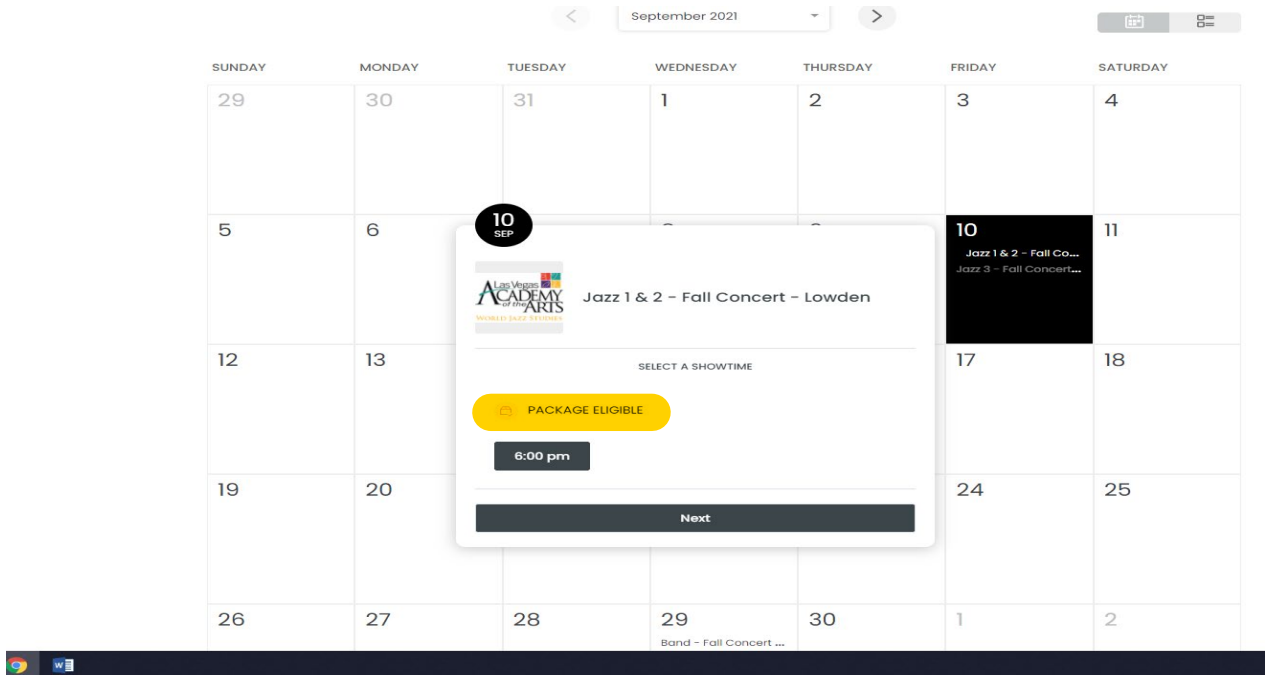 September 2021
SUNDAY MONDAY TUESDAY WEDNESDAY THURSDAY FRIDAY SATURDAY
29 30 31 1 2 3 4
5 6 10 11
10
SEP
Jazz 1 & 2 - Fall Co...
Jazz 3 - Fall Concert...
Las Vegas
ACADEMY
of the ARTS
WORLD JAZZ STUDIES
Jazz 1 & 2 - Fall Concert - Lowden
12 13 17 18
SELECT A SHOWTIME
PACKAGE ELIGIBLE
6:00 pm
19 20 24 25
Next
26 27 28 29 30 1 2
Band - Fall Concert ...
W